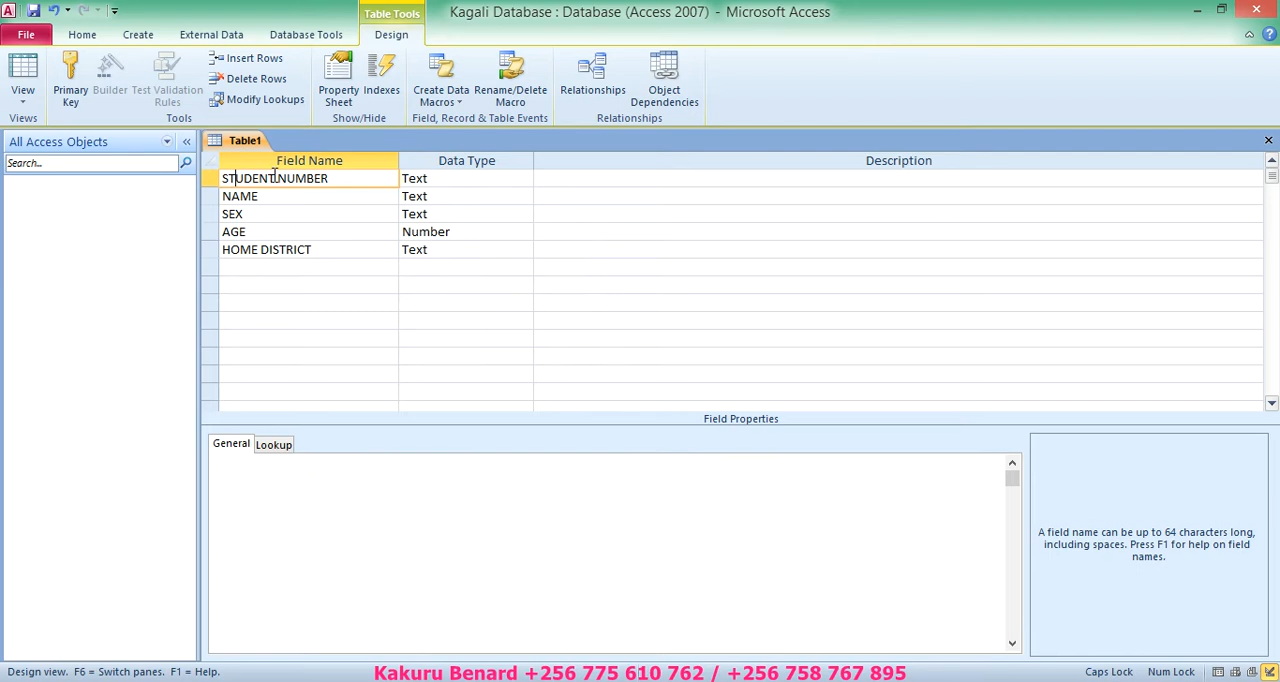 Table Tools
Kagali Database : Database (Access 2007) - Microsoft Access
File Home Create External Data Database Tools Design
View
Primary Key
Builder
Test Validation Rules
Insert Rows
Delete Rows
Modify Lookups
Property Sheet
Indexes
Create Data Macros
Rename/Delete Macro
Relationships
Object Dependencies
Views Tools Show/Hide Field, Record & Table Events Relationships
All Access Objects
Table1
Search...
Field Name Data Type Description
STUDENT NUMBER Text
NAME Text
SEX Text
AGE Number
HOME DISTRICT Text
Field Properties
General Lookup
A field name can be up to 64 characters long,
including spaces. Press F1 for help on field
names.
Design view. F6 = Switch panes. F1 = Help.
Kakuru Benard +256 775 610 762 / +256 758 767 895
Caps Lock Num Lock